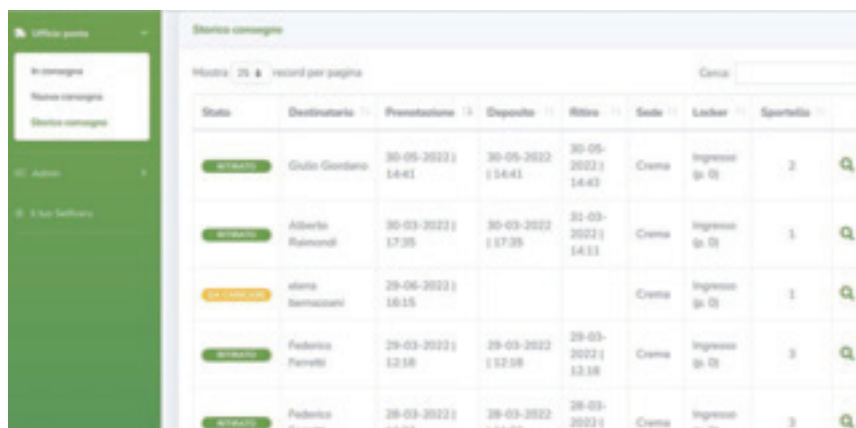 Ufficio posta
In consegna
Nuova consegna
Storico consegne
Admin
Il tuo
Storico consegne
Mostra 25 record per pagina
Cerca:
Stato Destinatario Prenotazione Deposito Ritiro Sede Locker Sportello
RITIRATO Giulio Giordano 30-05-2022 | 14:41 30-05-2022 | 14:41 30-05-2022 | 14:43 Crema Ingresso (p. 0) 2
RITIRATO Alberto Raimondi 30-03-2022 | 17:35 30-03-2022 | 17:35 31-03-2022 | 14:11 Crema Ingresso (p. 0) 1
DA CARICARE elena bernazzani 29-06-2022 | 16:15 Crema Ingresso (p. 0) 1
RITIRATO Federico Ferretti 29-03-2022 | 12:18 29-03-2022 | 12:18 29-03-2022 | 12:18 Crema Ingresso (p. 0) 3
RITIRATO Federico 28-03-2022 | 28-03-2022 28-03-2022 | Crema Ingresso 3